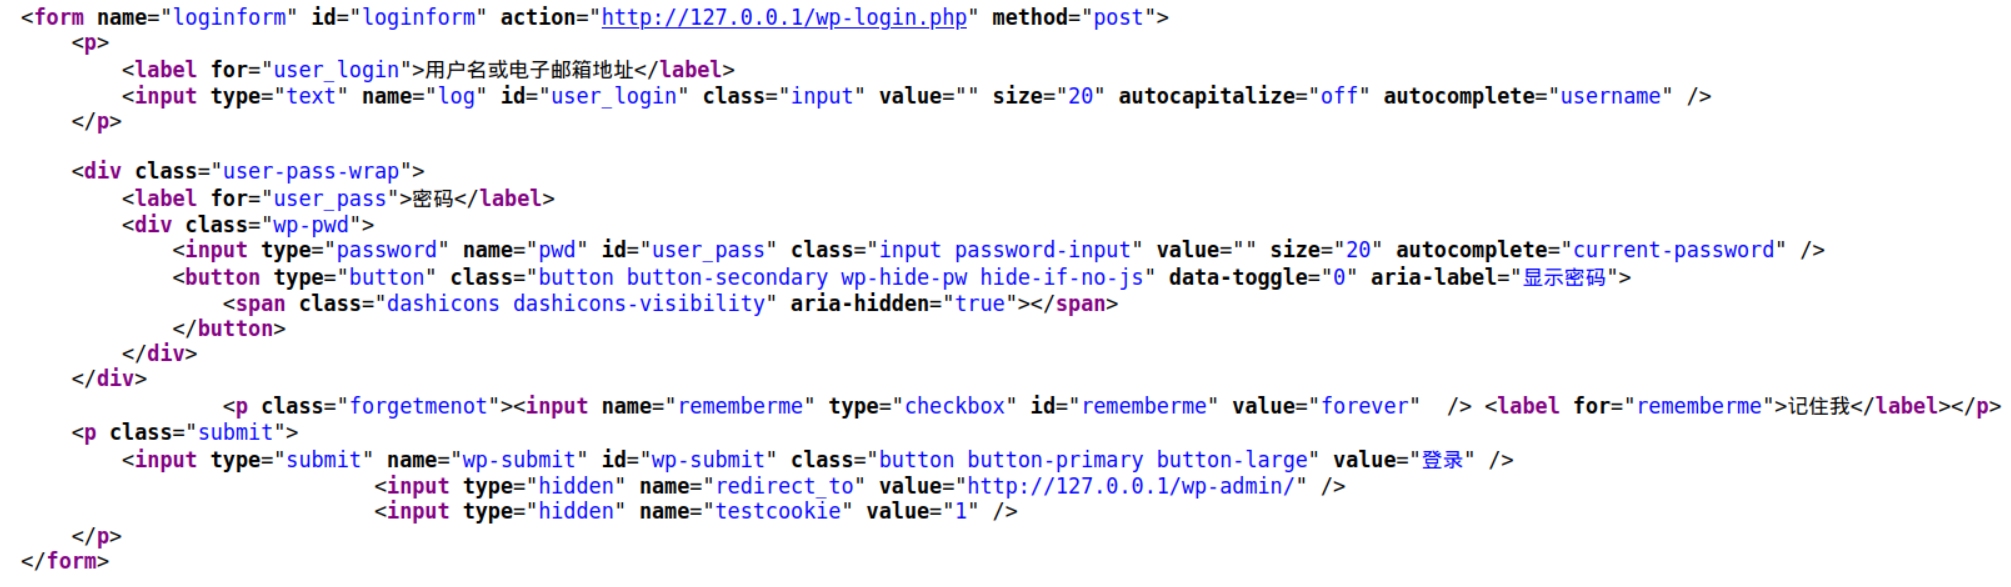 <form name="loginform" id="loginform" action="http://127.0.0.1/wp-login.php" method="post">
<p>
<label for="user_login">用户名或电子邮箱地址</label>
<input type="text" name="log" id="user_login" class="input" value="" size="20" autocapitalize="off" autocomplete="username" />
</p>
<div class="user-pass-wrap">
<label for="user_pass">密码</label>
<div class="wp-pwd">
<input type="password" name="pwd" id="user_pass" class="input password-input" value="" size="20" autocomplete="current-password" />
<button type="button" class="button button-secondary wp-hide-pw hide-if-no-js" data-toggle="0" aria-label="显示密码">
<span class="dashicons dashicons-visibility" aria-hidden="true"></span>
</button>
</div>
</div>
<p class="forgetmenot"><input name="rememberme" type="checkbox" id="rememberme" value="forever"  /> <label for="rememberme">记住我</label></p>
<p class="submit">
<input type="submit" name="wp-submit" id="wp-submit" class="button button-primary button-large" value="登录" />
<input type="hidden" name="redirect_to" value="http://127.0.0.1/wp-admin/" />
<input type="hidden" name="testcookie" value="1" />
</p>
</form>